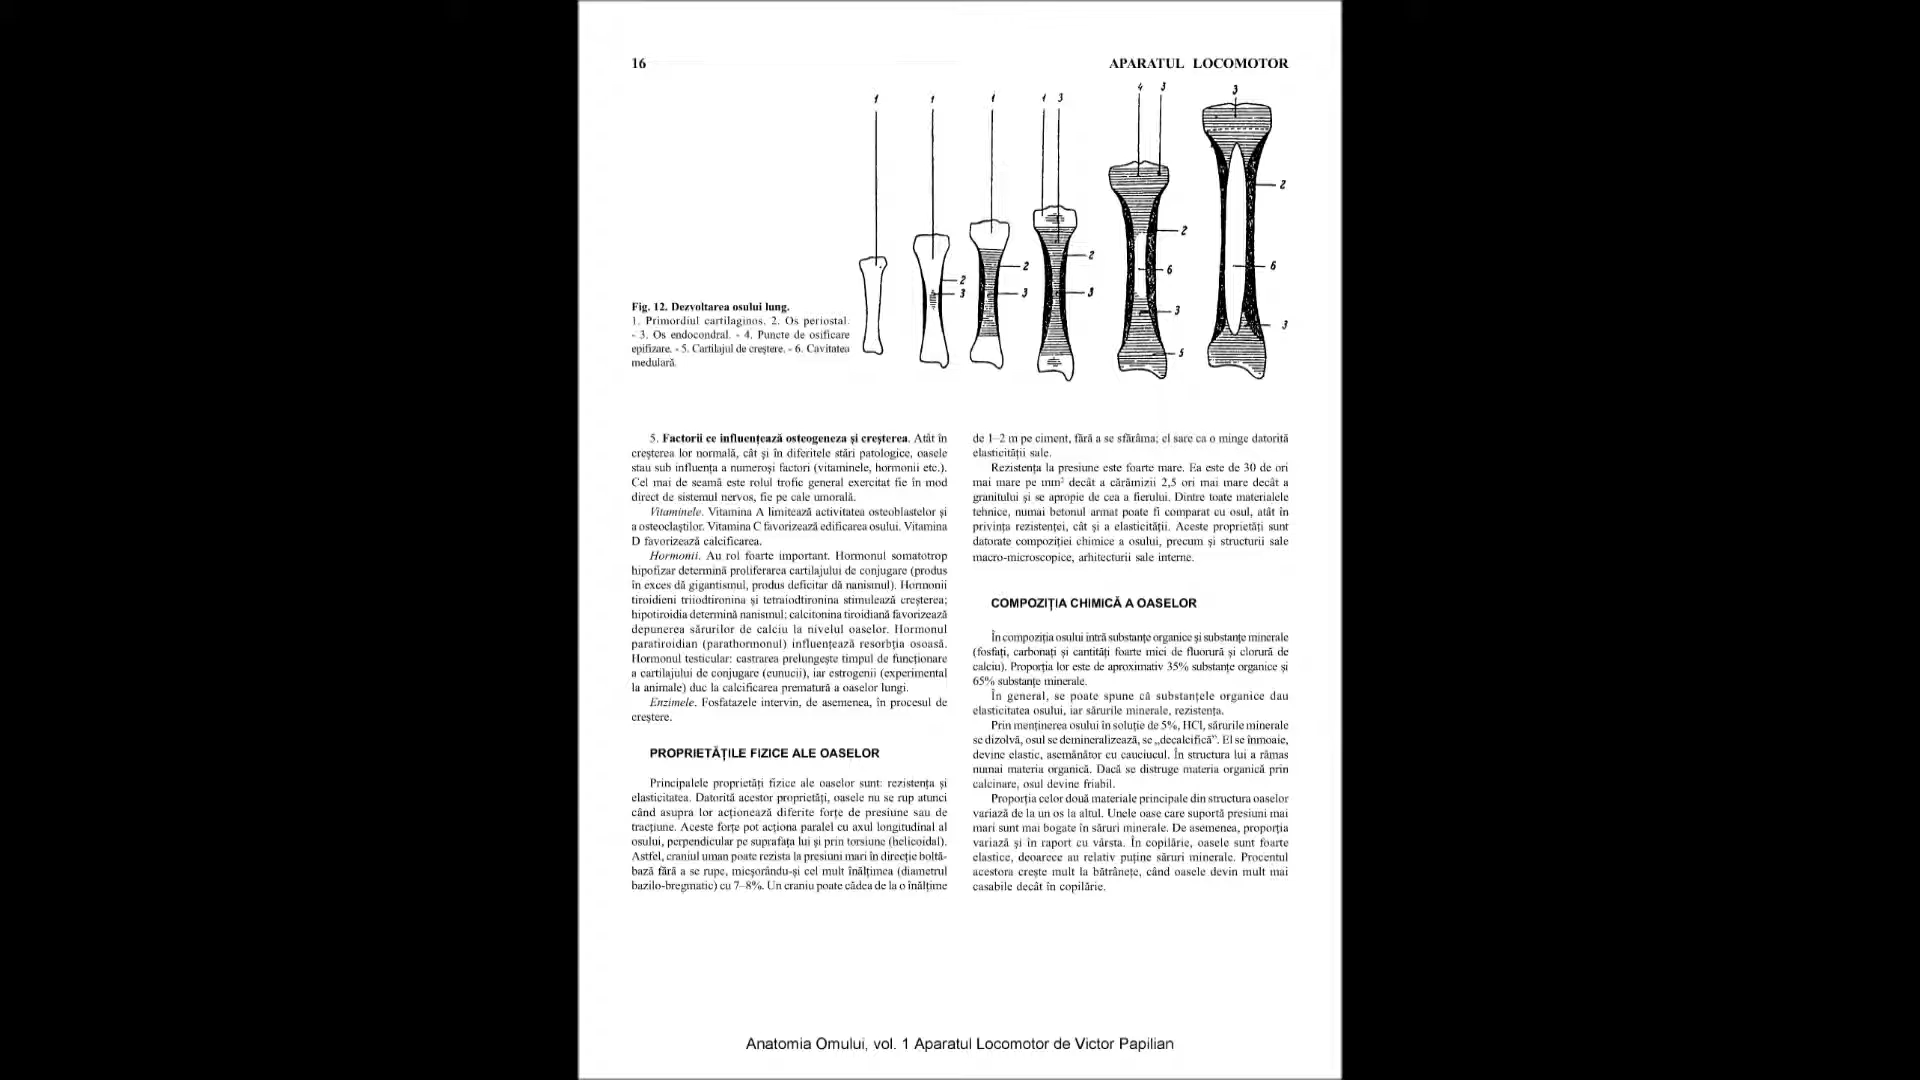 16
APARATUL LOCOMOTOR
1 1 1 1 3 4 3 3
2
2
6
2
3
2
3
2
3
6
3
5
3
Fig. 12. Dezvoltarea osului lung.
1. Primordiul cartilaginos. 2. Os periostal.
- 3. Os endocondral. - 4. Puncte de osificare
epifizare. - 5. Cartilajul de creștere. - 6. Cavitatea
medulară.
5. Factorii ce influențează osteogeneza și creșterea. Atât în
creșterea lor normală, cât și în diferitele stări patologice, oasele
stau sub influența a numeroși factori (vitaminele, hormonii etc.).
Cel mai de seamă este rolul trofic general exercitat fie în mod
direct de sistemul nervos, fie pe cale umorală.
Vitaminele. Vitamina A limitează activitatea osteoblastelor și
a osteoclaștilor. Vitamina C favorizează edificarea osului. Vitamina
D favorizează calcificarea.
Hormonii. Au rol foarte important. Hormonul somatotrop
hipofizar determină proliferarea cartilajului de conjugare (produs
în exces dă gigantismul, produs deficitar dă nanismul). Hormonii
tiroidieni triiodtironina și tetraiodtironina stimulează creșterea;
hipotiroidia determină nanismul; calcitonina tiroidiană favorizează
depunerea sărurilor de calciu la nivelul oaselor. Hormonul
paratiroidian (parathormonul) influențează resorbția osoasă.
Hormonul testicular: castrarea prelungește timpul de funcționare
a cartilajului de conjugare (eunucii), iar estrogenii (experimental
la animale) duc la calcificarea prematură a oaselor lungi.
Enzimele. Fosfatazele intervin, de asemenea, în procesul de
creștere.
PROPRIETĂȚILE FIZICE ALE OASELOR
Principalele proprietăți fizice ale oaselor sunt: rezistența și
elasticitatea. Datorită acestor proprietăți, oasele nu se rup atunci
când asupra lor acționează diferite forțe de presiune sau de
tracțiune. Aceste forțe pot acționa paralel cu axul longitudinal al
osului, perpendicular pe suprafața lui și prin torsiune (helicoidal).
Astfel, craniul uman poate rezista la presiuni mari în direcție boltă-
bază fără a se rupe, micșorându-și cel mult înălțimea (diametrul
bazilo-bregmatic) cu 7–8%. Un craniu poate cădea de la o înălțime
de 1–2 m pe ciment, fără a se sfărâma; el sare ca o minge datorită
elasticității sale.
Rezistența la presiune este foarte mare. Ea este de 30 de ori
mai mare pe mm² decât a cărămizii 2,5 ori mai mare decât a
granitului și se apropie de cea a fierului. Dintre toate materialele
tehnice, numai betonul armat poate fi comparat cu osul, atât în
privința rezistenței, cât și a elasticității. Aceste proprietăți sunt
datorate compoziției chimice a osului, precum și structurii sale
macro-microscopice, arhitecturii sale interne.
COMPOZIȚIA CHIMICĂ A OASELOR
În compoziția osului intră substanțe organice și substanțe minerale
(fosfați, carbonați și cantități foarte mici de fluorură și clorură de
calciu). Proporția lor este de aproximativ 35% substanțe organice și
65% substanțe minerale.
În general, se poate spune că substanțele organice dau
elasticitatea osului, iar sărurile minerale, rezistența.
Prin menținerea osului în soluție de 5%, HCl, sărurile minerale
se dizolvă, osul se demineralizează, se „decalcifică”. El se înmoaie,
devine elastic, asemănător cu cauciucul. În structura lui a rămas
numai materia organică. Dacă se distruge materia organică prin
calcinare, osul devine friabil.
Proporția celor două materiale principale din structura oaselor
variază de la un os la altul. Unele oase care suportă presiuni mai
mari sunt mai bogate în săruri minerale. De asemenea, proporția
variază și în raport cu vârsta. În copilărie, oasele sunt foarte
elastice, deoarece au relativ puține săruri minerale. Procentul
acestora crește mult la bătrânețe, când oasele devin mult mai
casabile decât în copilărie.
Anatomia Omului, vol. 1 Aparatul Locomotor de Victor Papilian